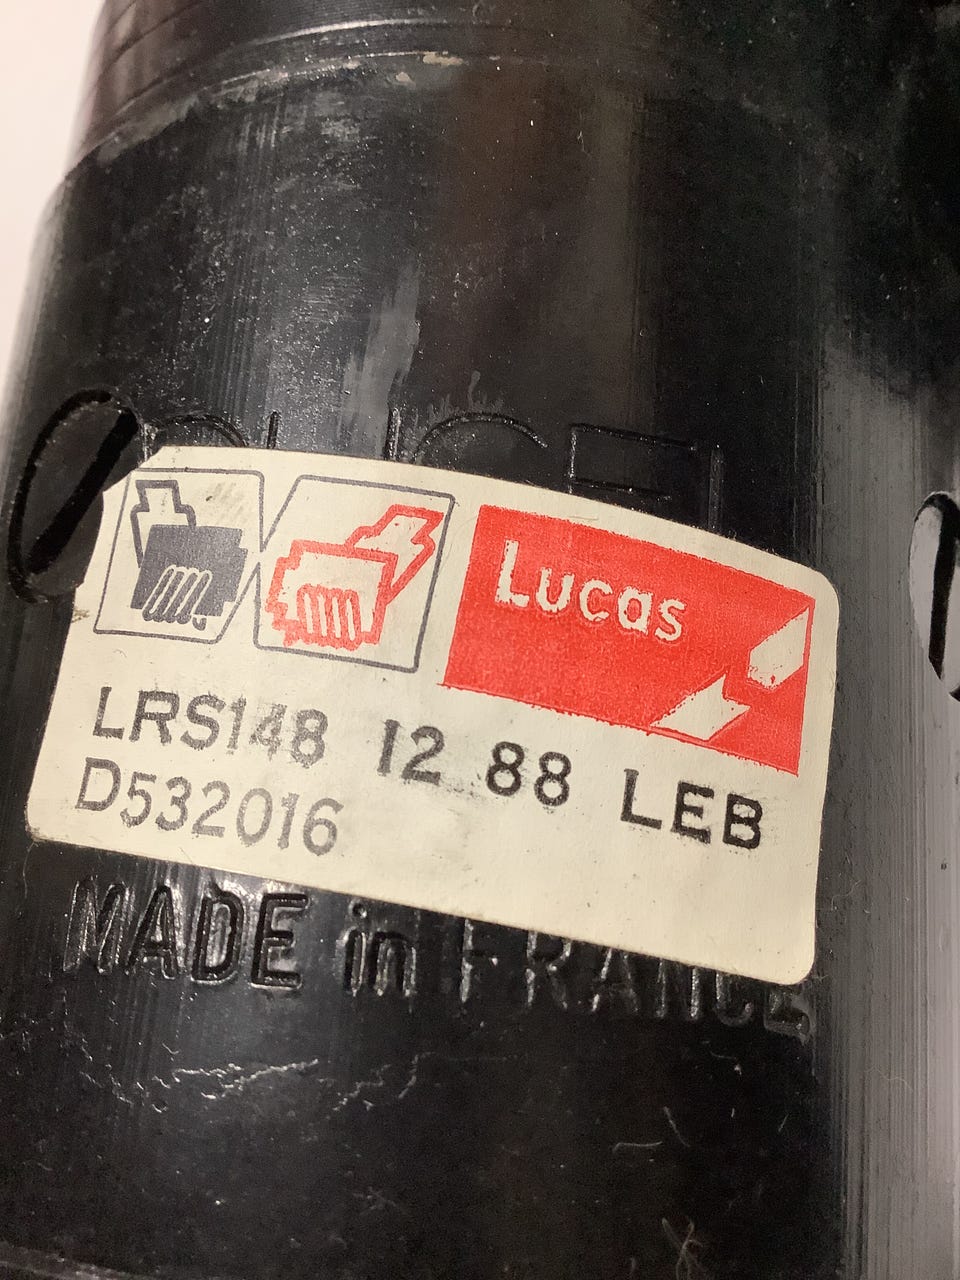 Lucas
LRS148 12 88 LEB
D532016
MADE in FRANCE